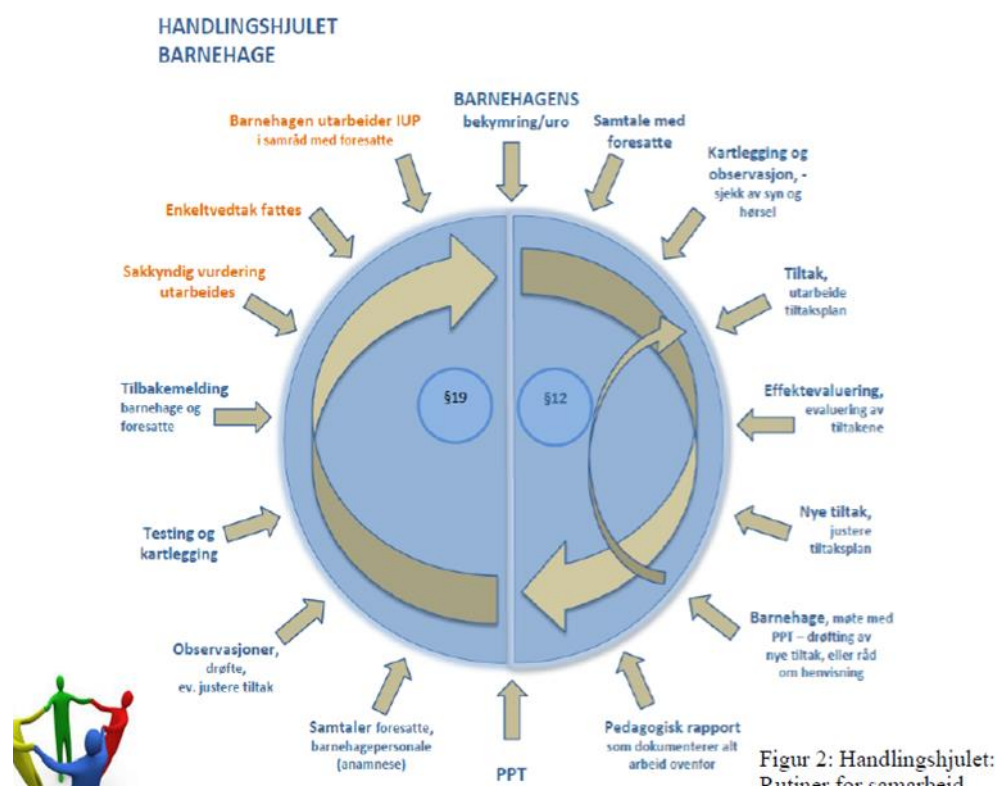 HANDLINGSHJULET
BARNEHAGE
BARNEHAGENS
bekymring/uro
Samtale med
foresatte
Kartlegging og
observasjon, -
sjekk av syn og
hørsel
Tiltak,
utarbeide
tiltaksplan
Effektevaluering,
evaluering av
tiltakene
Nye tiltak,
justere
tiltaksplan
Barnehage, møte med
PPT – drøfting av
nye tiltak, eller råd
om henvisning
Pedagogisk rapport
som dokumenterer alt
arbeid ovenfor
PPT
Samtaler foresatte,
barnehagepersonale
(anamnese)
Observasjoner,
drøfte,
ev. justere tiltak
Testing og
kartlegging
Tilbakemelding
barnehage og
foresatte
Sakkyndig vurdering
utarbeides
Enkeltvedtak fattes
Barnehagen utarbeider IUP
i samråd med foresatte
§19
§12
Figur 2: Handlingshjulet:
Rutiner for samarbeid